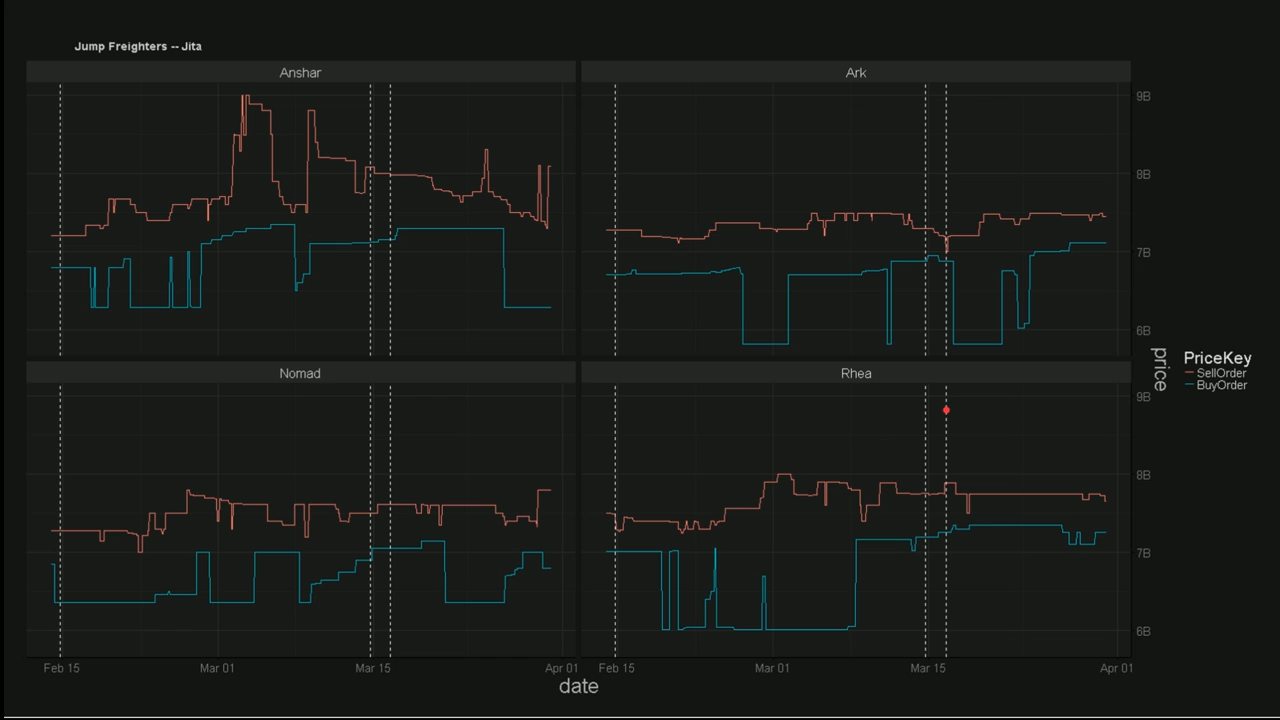 Jump Freighters -- Jita
Anshar
Ark
9B
8B
7B
6B
Nomad
Rhea
9B
8B
7B
6B
Feb 15
Mar 01
Mar 15
Apr 01
Feb 15
Mar 01
Mar 15
Apr 01
date
price
PriceKey
SellOrder
BuyOrder